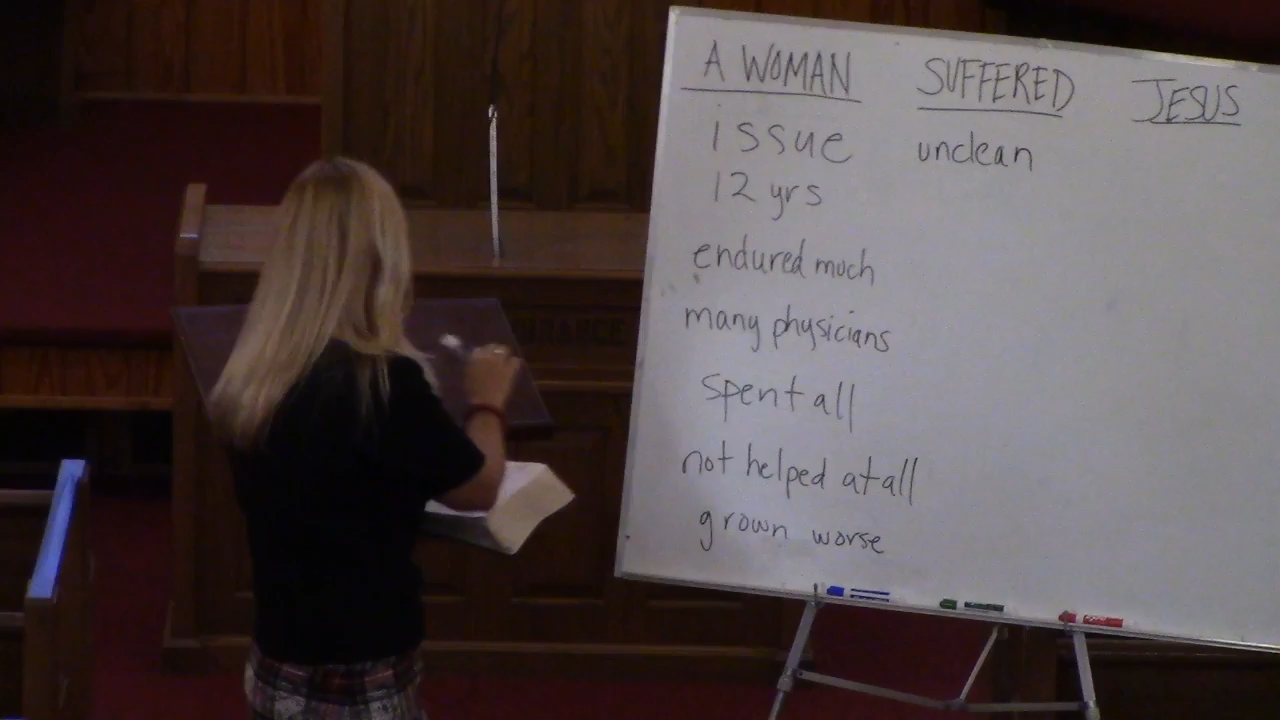 A WOMAN SUFFERED JESUS
issue unclean
12 yrs
endured much
many physicians
spent all
not helped at all
grown worse